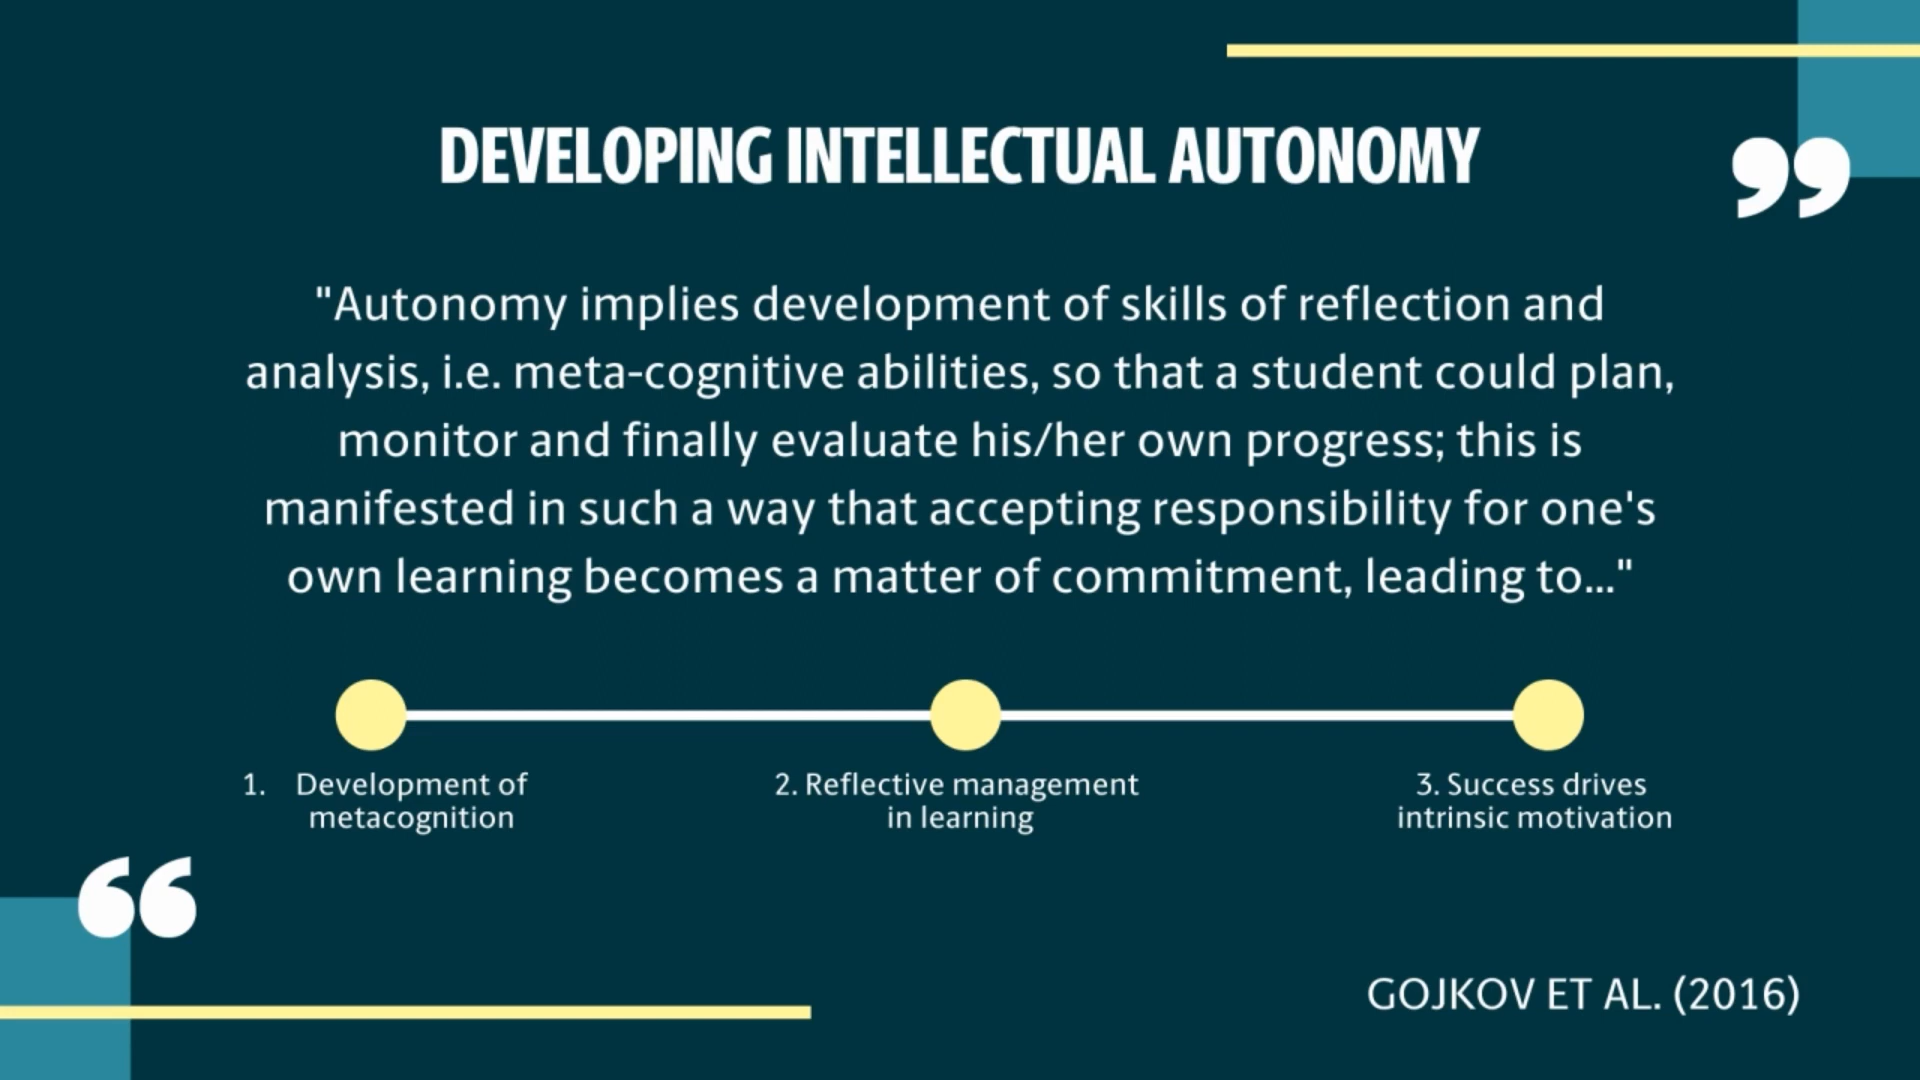 DEVELOPING INTELLECTUAL AUTONOMY
”
"Autonomy implies development of skills of reflection and
analysis, i.e. meta-cognitive abilities, so that a student could plan,
monitor and finally evaluate his/her own progress; this is
manifested in such a way that accepting responsibility for one's
own learning becomes a matter of commitment, leading to..."
1. Development of
metacognition
2. Reflective management
in learning
3. Success drives
intrinsic motivation
“
GOJKOV ET AL. (2016)